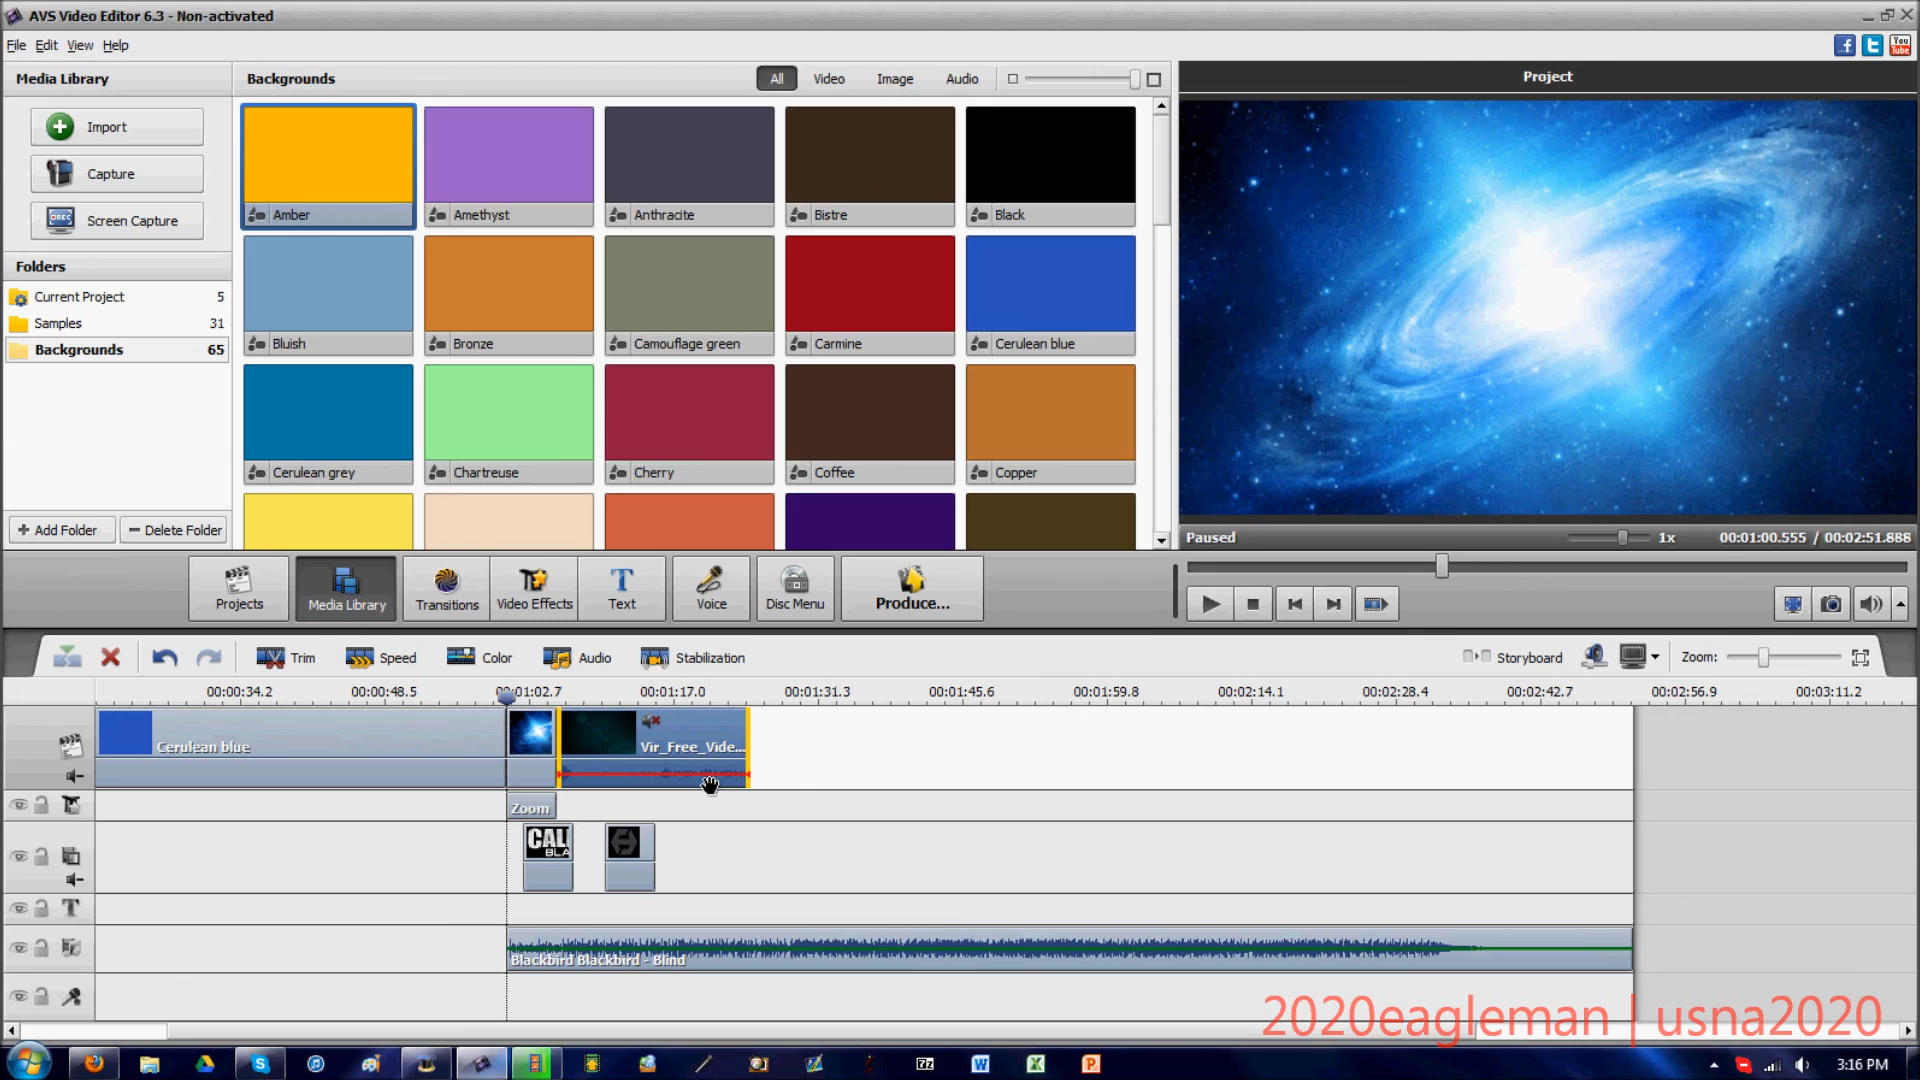 AVS Video Editor 6.3 - Non-activated
File Edit View Help
You
Tube
Media Library
Backgrounds
All Video Image Audio
Project
Import
Capture
Screen Capture
Folders
Current Project 5
Samples 31
Backgrounds 65
Add Folder
Delete Folder
Amber Amethyst Anthracite Bistre Black
Bluish Bronze Camouflage green Carmine Cerulean blue
Cerulean grey Chartreuse Cherry Coffee Copper
Paused 1x 00:01:00.555 / 00:02:51.888
Projects Media Library Transitions Video Effects Text Voice Disc Menu Produce...
Trim Speed Color Audio Stabilization Storyboard Zoom:
00:00:34.2 00:00:48.5 00:01:02.7 00:01:17.0 00:01:31.3 00:01:45.6 00:01:59.8 00:02:14.1 00:02:28.4 00:02:42.7 00:02:56.9 00:03:11.2
Cerulean blue
Vir_Free_Vide...
Zoom
CAL
BLA
T
Blackbird Blackbird - Blind
2020eagleman | usna2020
3:16 PM